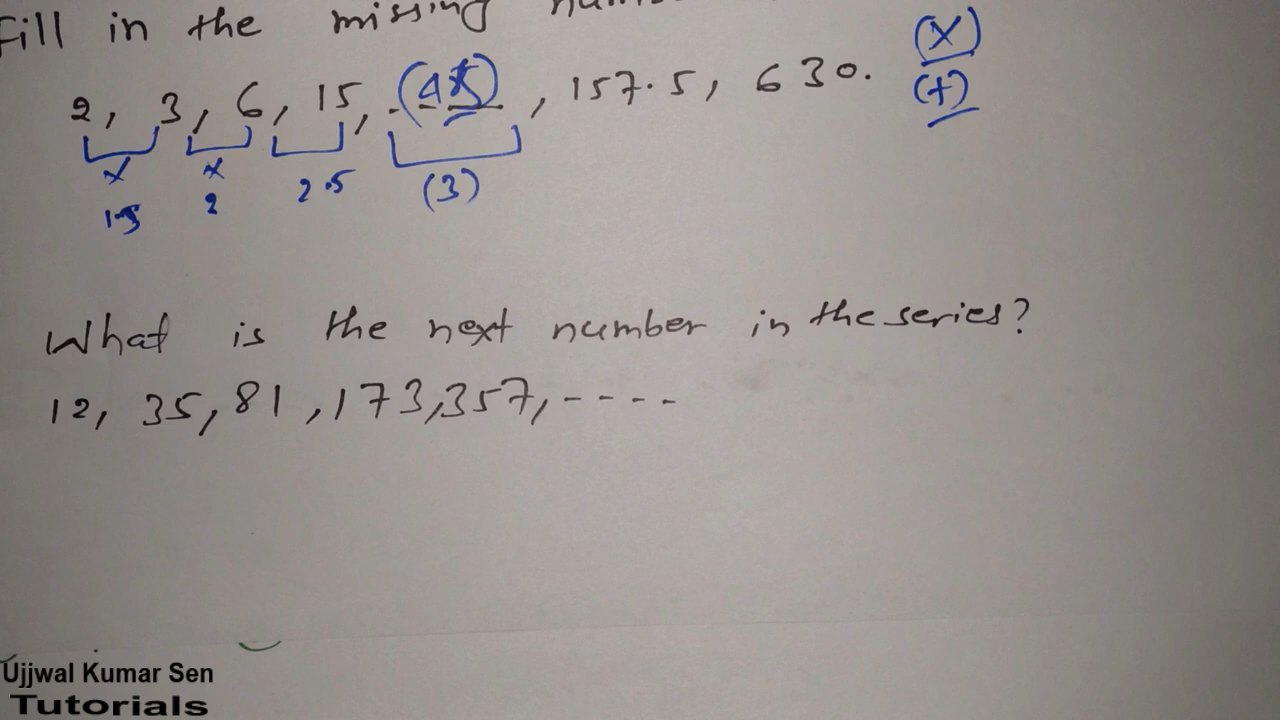 Fill in the missing
2, 3, 6, 15, (45), 157.5, 630. (x)
(+)
x x 2.5 (3)
1.5 2
What is the next number in the series?
12, 35, 81, 173, 357, ----
Ujjwal Kumar Sen
Tutorials